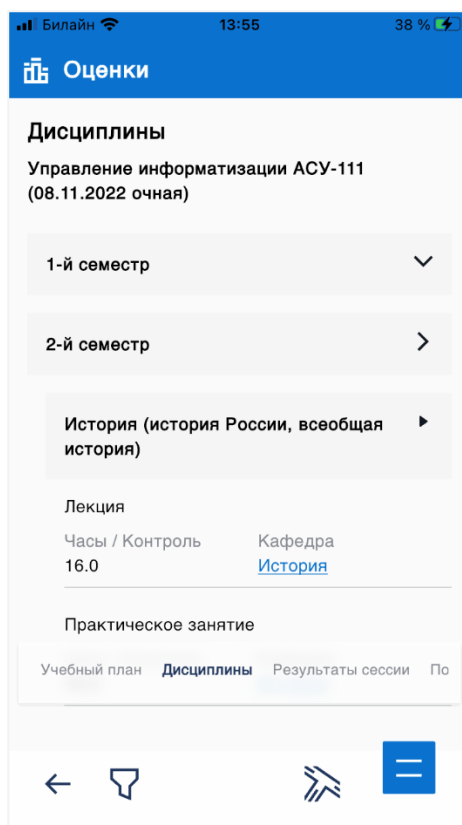 Билайн 13:55 38 %
Оценки
Дисциплины
Управление информатизации АСУ-111
(08.11.2022 очная)
1-й семестр
2-й семестр
История (история России, всеобщая
история)
Лекция
Часы / Контроль Кафедра
16.0 История
Практическое занятие
Учебный план Дисциплины Результаты сессии По